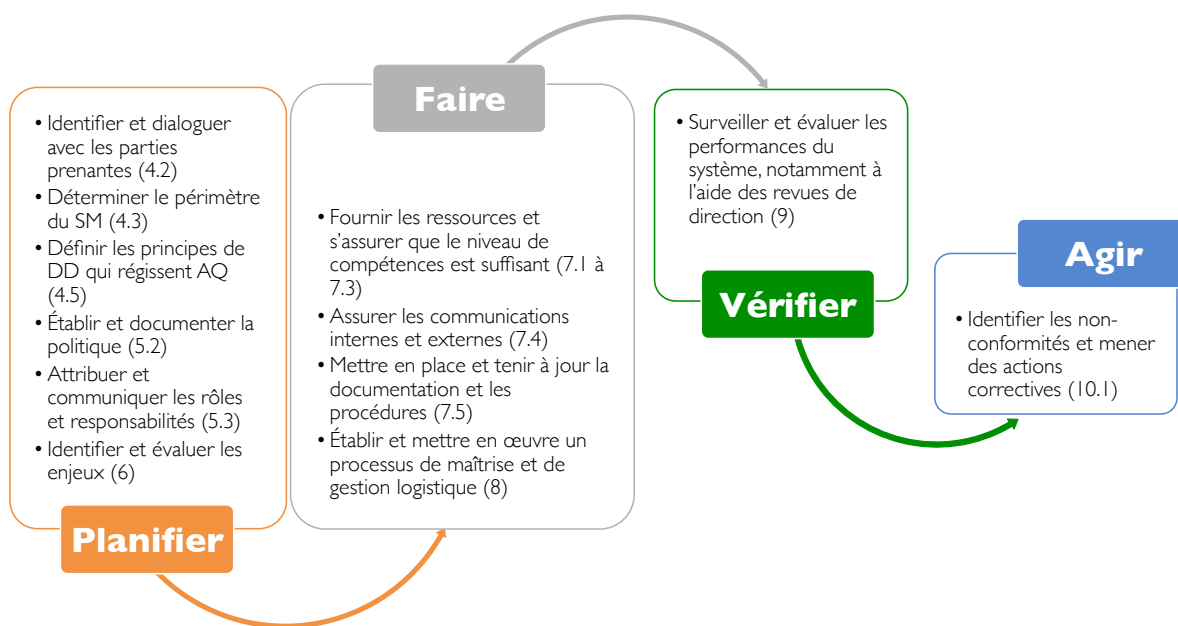 • Identifier et dialoguer
avec les parties
prenantes (4.2)
• Déterminer le périmètre
du SM (4.3)
• Définir les principes de
DD qui régissent AQ
(4.5)
• Établir et documenter la
politique (5.2)
• Attribuer et
communiquer les rôles
et responsabilités (5.3)
• Identifier et évaluer les
enjeux (6)
Planifier
Faire
• Fournir les ressources et
s’assurer que le niveau de
compétences est suffisant (7.1 à
7.3)
• Assurer les communications
internes et externes (7.4)
• Mettre en place et tenir à jour la
documentation et les
procédures (7.5)
• Établir et mettre en œuvre un
processus de maîtrise et de
gestion logistique (8)
• Surveiller et évaluer les
performances du
système, notamment à
l’aide des revues de
direction (9)
Vérifier
Agir
• Identifier les non-
conformités et mener
des actions
correctives (10.1)